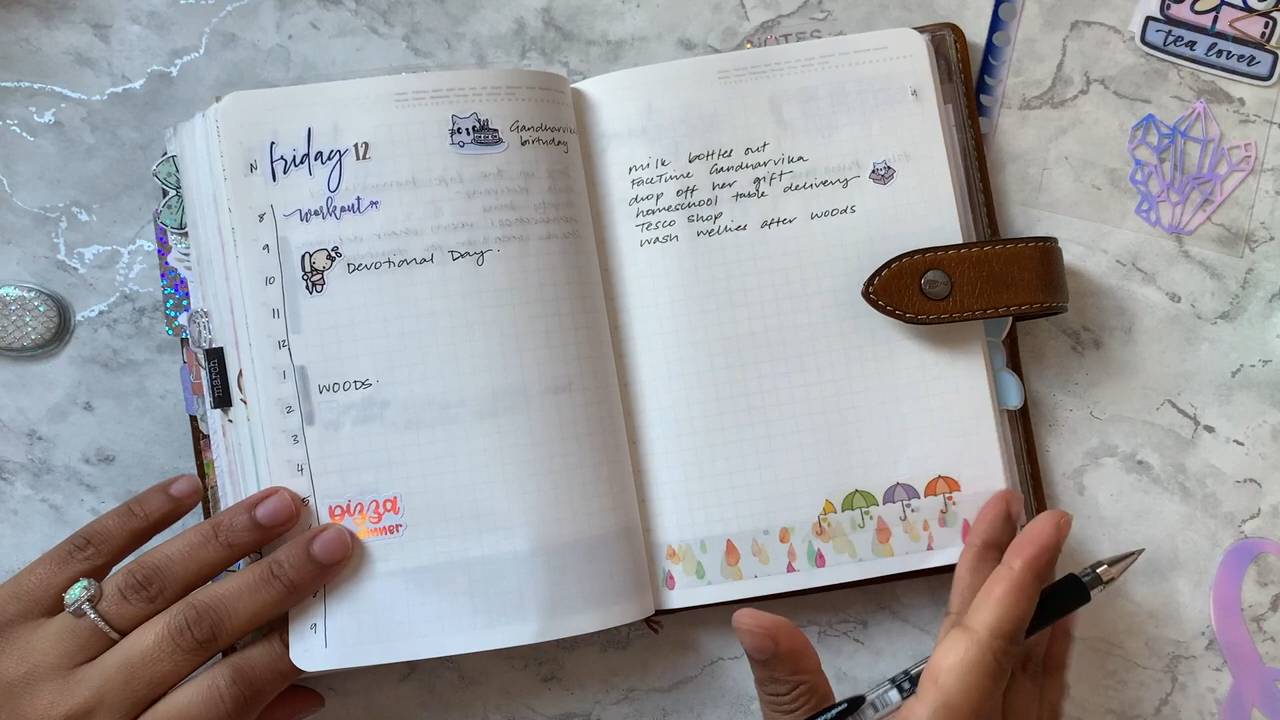 NOTES
tea lover
N
Friday 12
Gandharvika
birthday
8
workout
9
Devotional Day.
10
11
12
1
WOODS.
2
3
4
pizza
dinner
9
march
milk bottles out
FaceTime Gandharvika
drop off her gift
homeschool table delivery
Tesco shop
wash wellies after woods